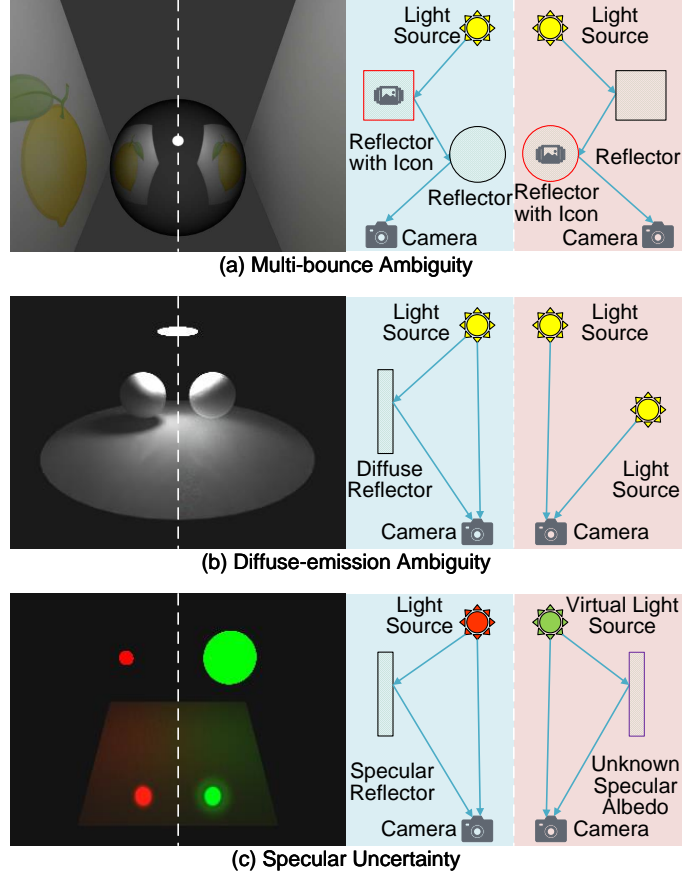 Light
Source
Reflector
with Icon
Reflector
Camera
Light
Source
Reflector
Reflector
with Icon
Camera
(a) Multi-bounce Ambiguity
Light
Source
Diffuse
Reflector
Camera
Light
Source
Light
Source
Camera
(b) Diffuse-emission Ambiguity
Light
Source
Specular
Reflector
Camera
Virtual Light
Source
Unknown
Specular
Albedo
Camera
(c) Specular Uncertainty